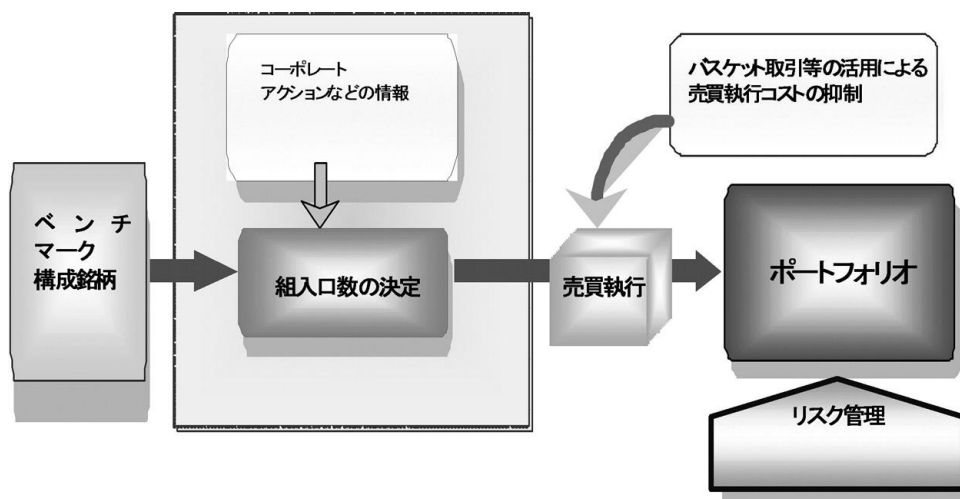 コーポレート
アクションなどの情報
バスケット取引等の活用による
売買執行コストの抑制
ベンチ
マーク
構成銘柄
組入口数の決定
売買執行
ポートフォリオ
リスク管理